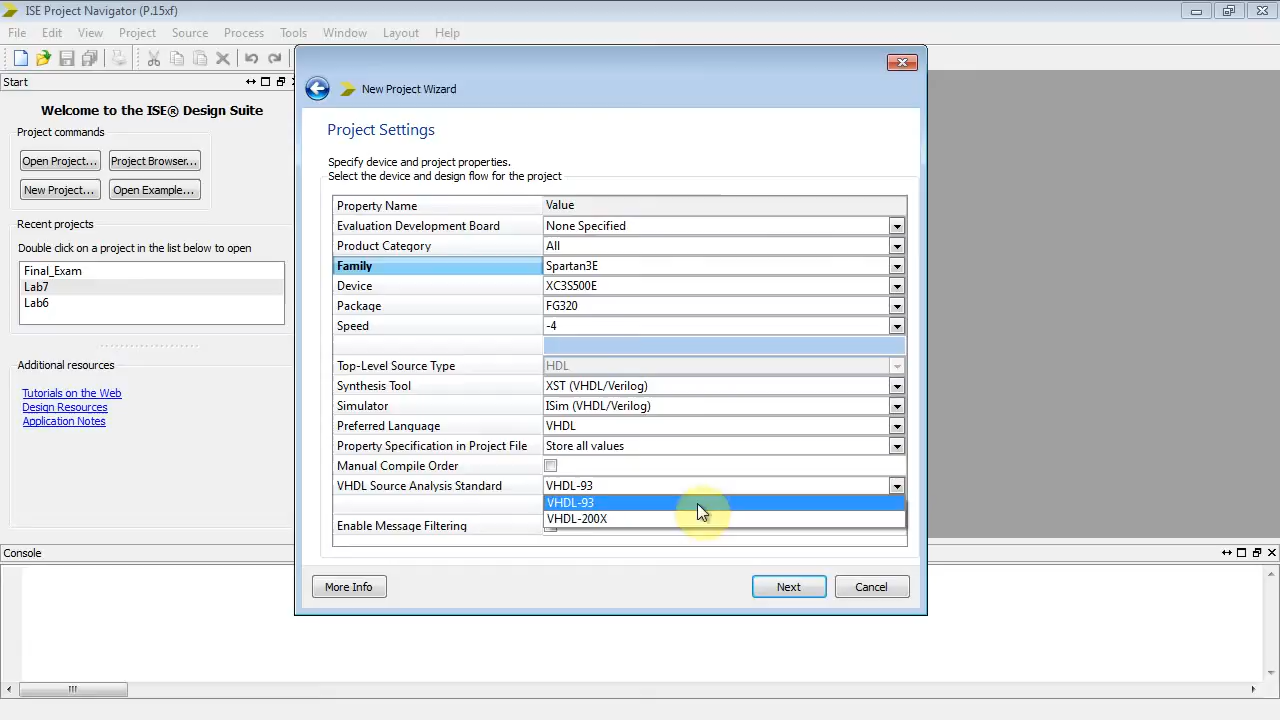 ISE Project Navigator (P.15xf)
File Edit View Project Source Process Tools Window Layout Help
Start
Welcome to the ISE® Design Suite
Project commands
Open Project... Project Browser...
New Project... Open Example...
Recent projects
Double click on a project in the list below to open
Final_Exam
Lab7
Lab6
Additional resources
Tutorials on the Web
Design Resources
Application Notes
New Project Wizard
Project Settings
Specify device and project properties.
Select the device and design flow for the project
Property Name Value
Evaluation Development Board None Specified
Product Category All
Family Spartan3E
Device XC3S500E
Package FG320
Speed -4
Top-Level Source Type HDL
Synthesis Tool XST (VHDL/Verilog)
Simulator ISim (VHDL/Verilog)
Preferred Language VHDL
Property Specification in Project File Store all values
Manual Compile Order
VHDL Source Analysis Standard VHDL-93
VHDL-93
VHDL-200X
Enable Message Filtering
More Info Next Cancel
Console